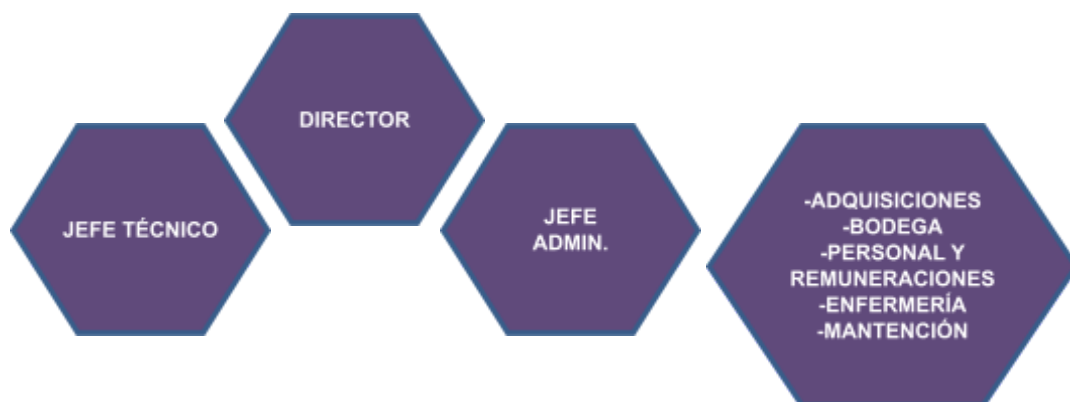 DIRECTOR
JEFE TÉCNICO
JEFE
ADMIN.
-ADQUISICIONES
-BODEGA
-PERSONAL Y
REMUNERACIONES
-ENFERMERÍA
-MANTENCIÓN